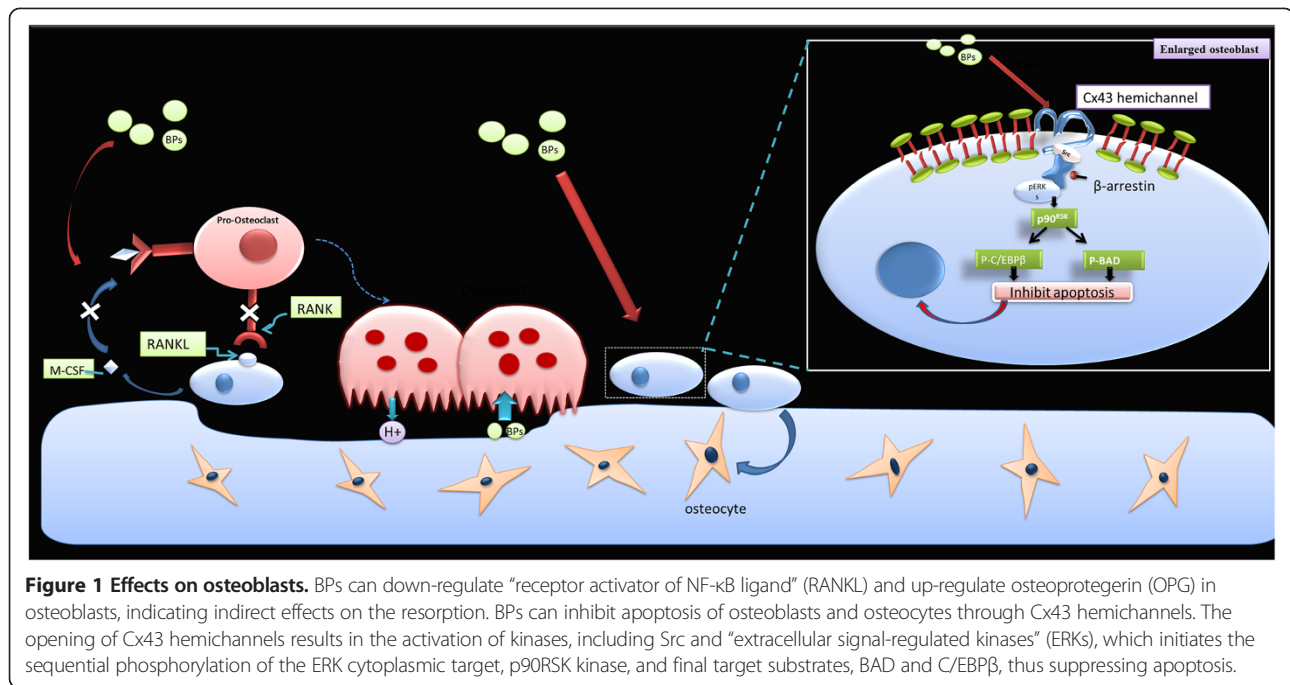 Enlarged osteoblast
BPs
Cx43 hemichannel
BPs
BPs
Src
pERK
s
β-arrestin
Pro-Osteoclast
p90RSK
P-C/EBPβ
P-BAD
Inhibit apoptosis
RANK
RANKL
M-CSF
H+
BPs
osteocyte
Figure 1 Effects on osteoblasts. BPs can down-regulate “receptor activator of NF-κB ligand” (RANKL) and up-regulate osteoprotegerin (OPG) in
osteoblasts, indicating indirect effects on the resorption. BPs can inhibit apoptosis of osteoblasts and osteocytes through Cx43 hemichannels. The
opening of Cx43 hemichannels results in the activation of kinases, including Src and “extracellular signal-regulated kinases” (ERKs), which initiates the
sequential phosphorylation of the ERK cytoplasmic target, p90RSK kinase, and final target substrates, BAD and C/EBPβ, thus suppressing apoptosis.